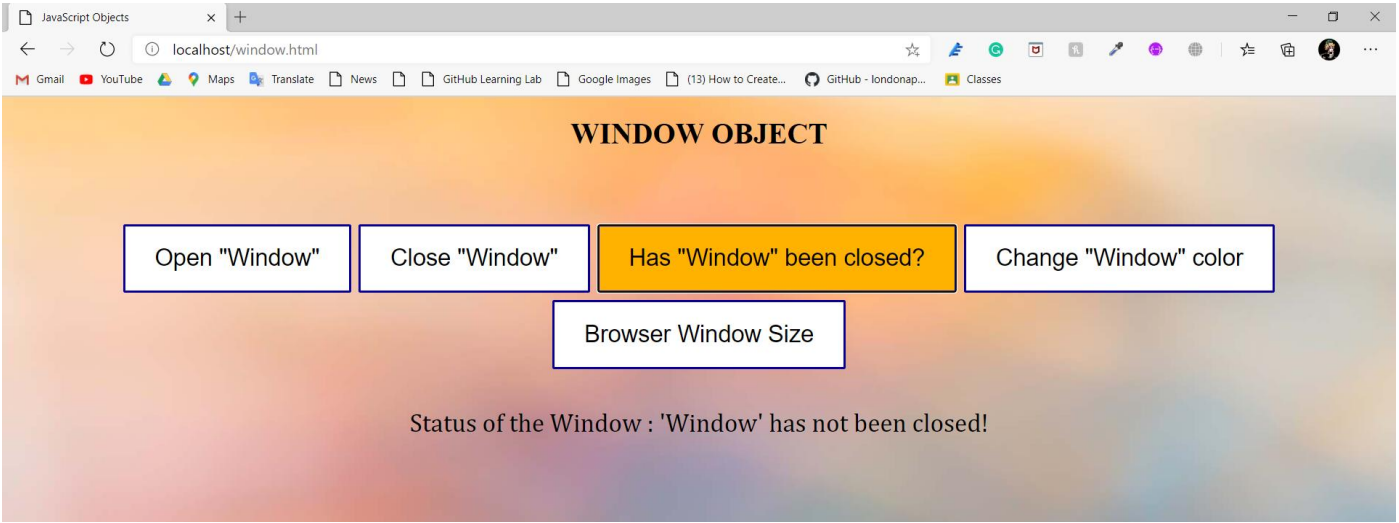 JavaScript Objects
localhost/window.html
Gmail YouTube Maps Translate News GitHub Learning Lab Google Images (13) How to Create... GitHub - londonap... Classes
WINDOW OBJECT
Open "Window" Close "Window" Has "Window" been closed? Change "Window" color
Browser Window Size
Status of the Window : 'Window' has not been closed!